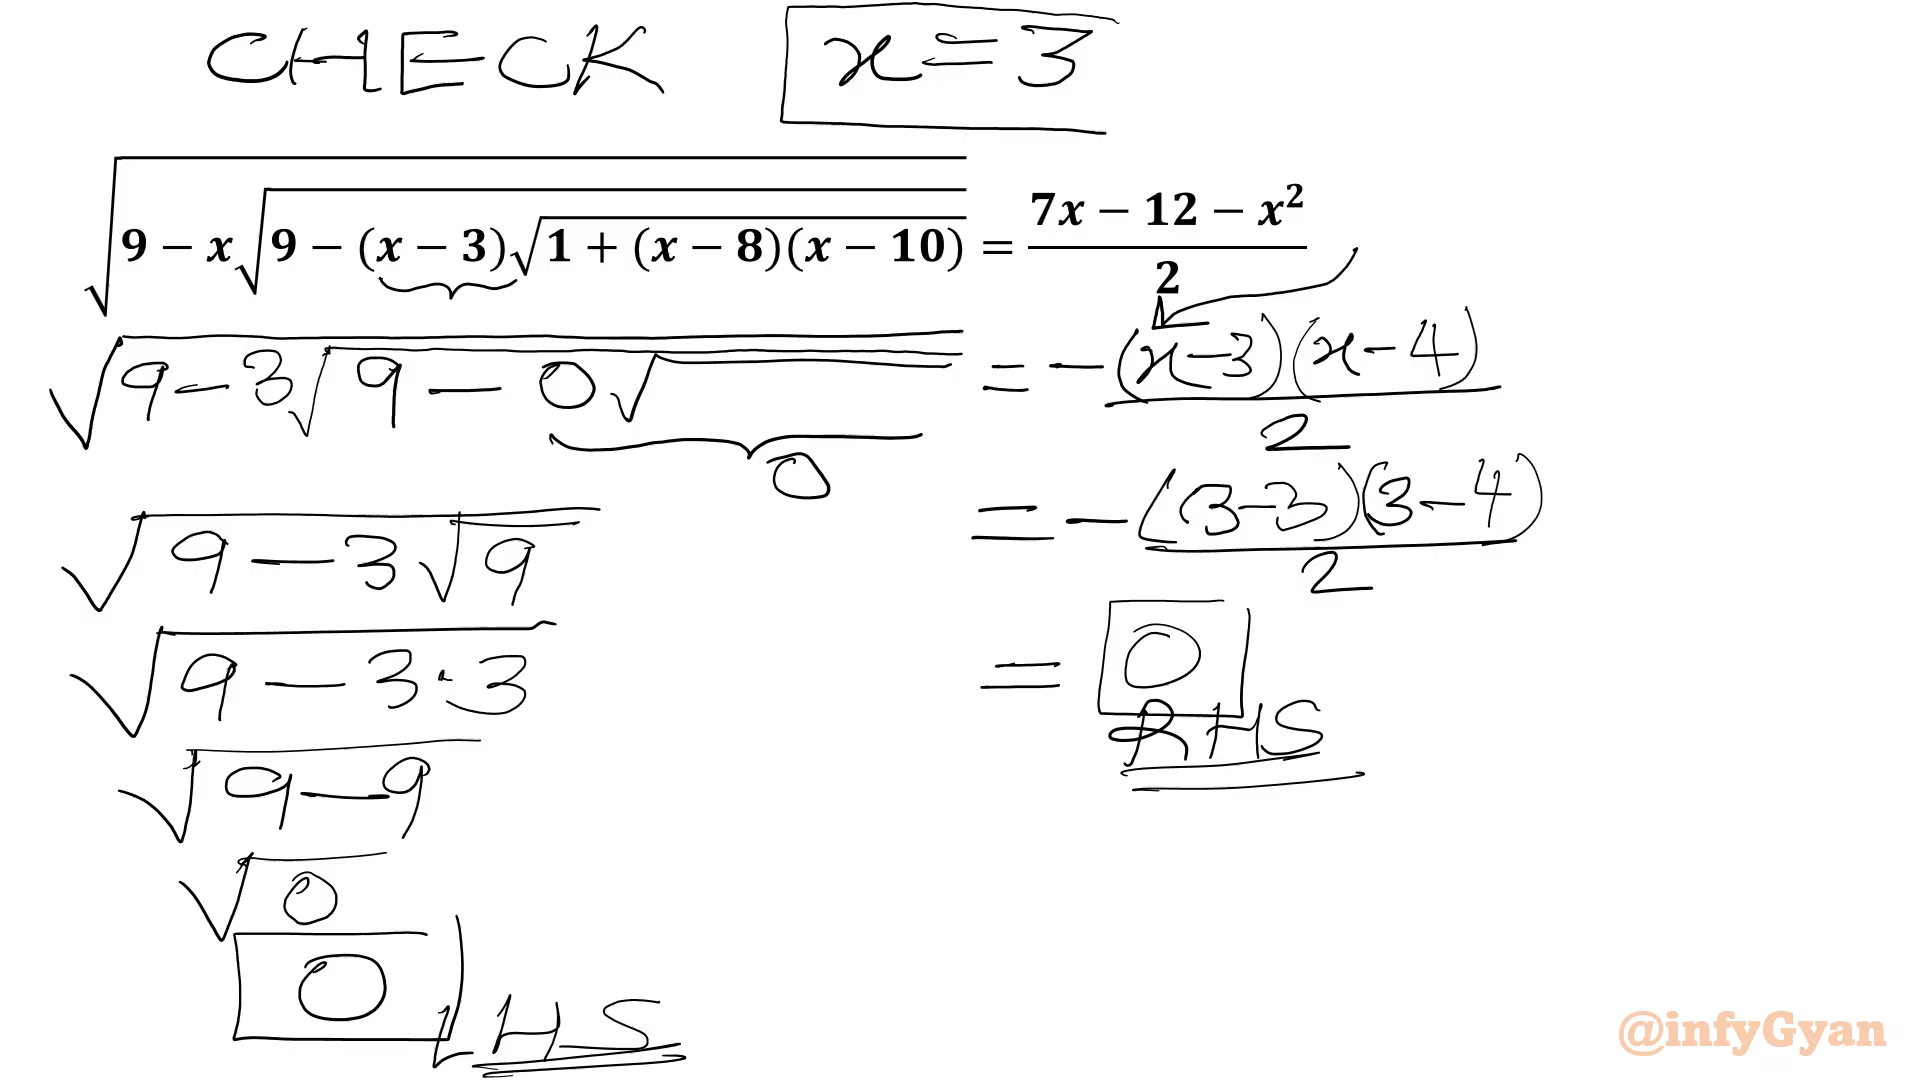 CHECK x=3
√(9 − x√(9 − (x − 3)√(1 + (x − 8)(x − 10)))) = (7x − 12 − x²)/2
√(9 − 3√(9 − 0√ )) = −(x−3)(x−4)/2
0
√(9 − 3√9) = −(3−3)(3−4)/2
√(9 − 3·3) = 0
RHS
√(9 − 9)
√0
0 LHS
@infyGyan